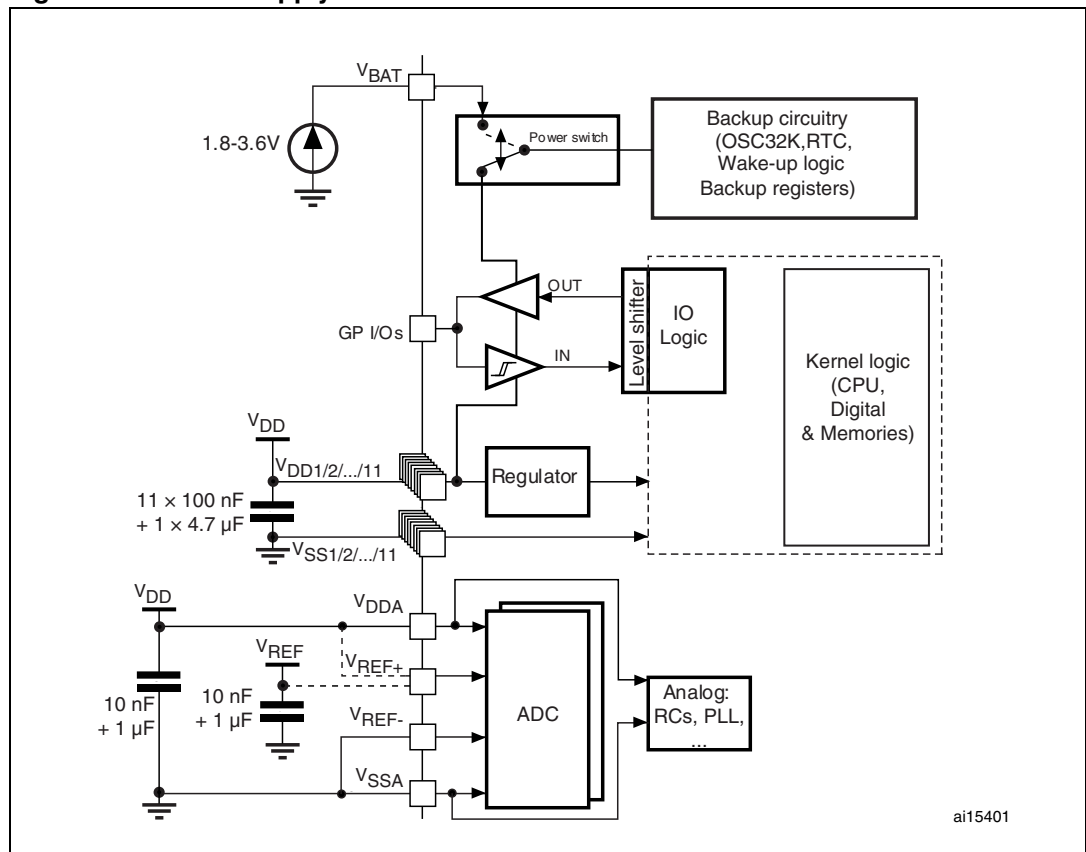 VBAT
1.8-3.6V
Power switch
Backup circuitry
(OSC32K,RTC,
Wake-up logic
Backup registers)
OUT
GP I/Os
IN
Level shifter
IO
Logic
Kernel logic
(CPU,
Digital
& Memories)
VDD
VDD1/2/.../11
Regulator
11 × 100 nF
+ 1 × 4.7 µF
VSS1/2/.../11
VDD
VDDA
VREF
VREF+
10 nF
+ 1 µF
10 nF
+ 1 µF
VREF-
VSSA
ADC
Analog:
RCs, PLL,
...
ai15401